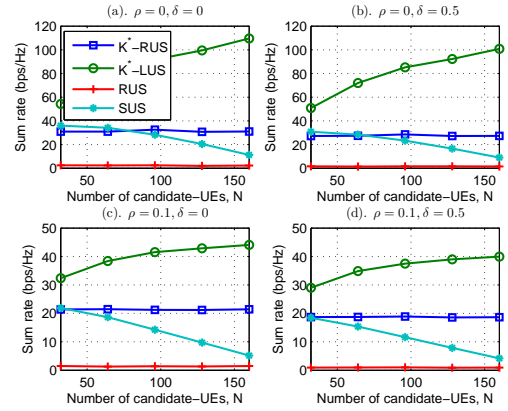 (a). ρ = 0, δ = 0
120
100
80
60
40
20
0
Sum rate (bps/Hz)
K*−RUS
K*−LUS
RUS
SUS
50
100
150
Number of candidate−UEs, N
(b). ρ = 0, δ = 0.5
120
100
80
60
40
20
0
Sum rate (bps/Hz)
50
100
150
Number of candidate−UEs, N
(c). ρ = 0.1, δ = 0
50
40
30
20
10
0
Sum rate (bps/Hz)
50
100
150
Number of candidate−UEs, N
(d). ρ = 0.1, δ = 0.5
50
40
30
20
10
0
Sum rate (bps/Hz)
50
100
150
Number of candidate−UEs, N